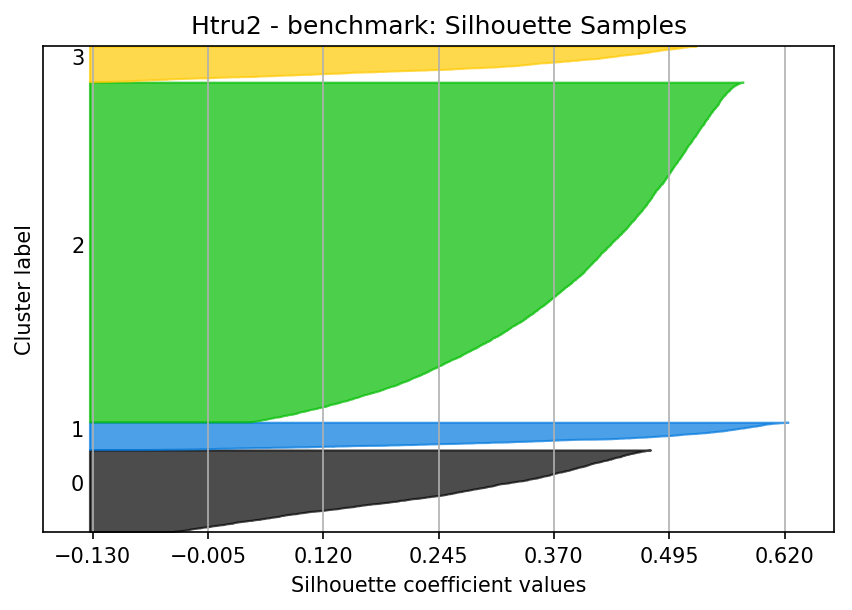 Htru2 - benchmark: Silhouette Samples
3
2
1
0
Cluster label
−0.130 −0.005 0.120 0.245 0.370 0.495 0.620
Silhouette coefficient values